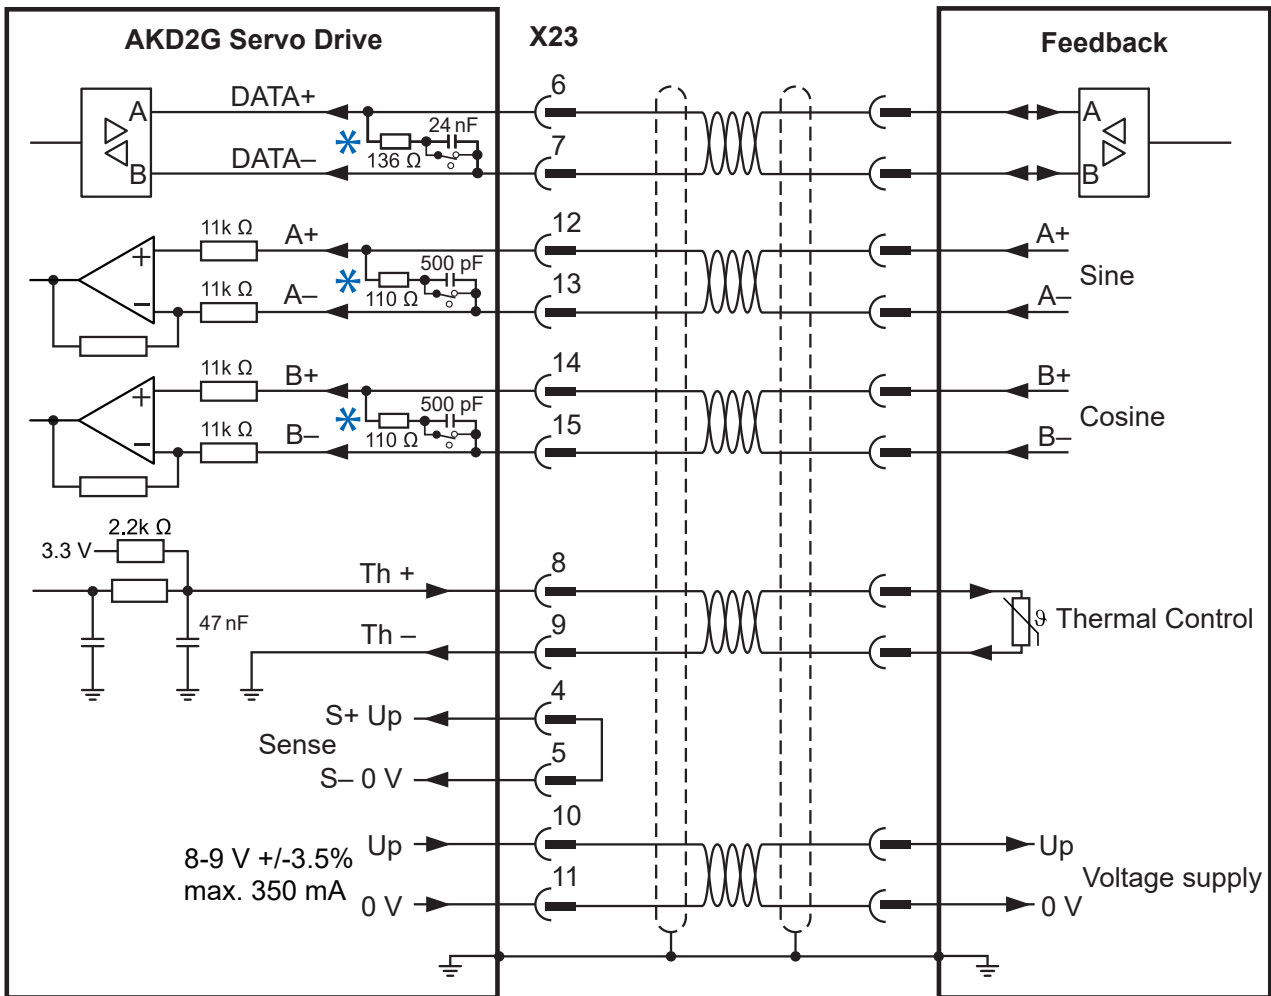 AKD2G Servo Drive
X23
Feedback
A
B
DATA+
DATA–
*
136 Ω
24 nF
6
7
A
B
11k Ω
11k Ω
A+
A–
+
–
*
110 Ω
500 pF
12
13
A+
A–
Sine
11k Ω
11k Ω
B+
B–
+
–
*
110 Ω
500 pF
14
15
B+
B–
Cosine
2.2k Ω
3.3 V
47 nF
Th +
Th –
8
9
ϑ Thermal Control
S+ Up
Sense
S– 0 V
4
5
8-9 V +/-3.5%
max. 350 mA
Up
0 V
10
11
Up
Voltage supply
0 V